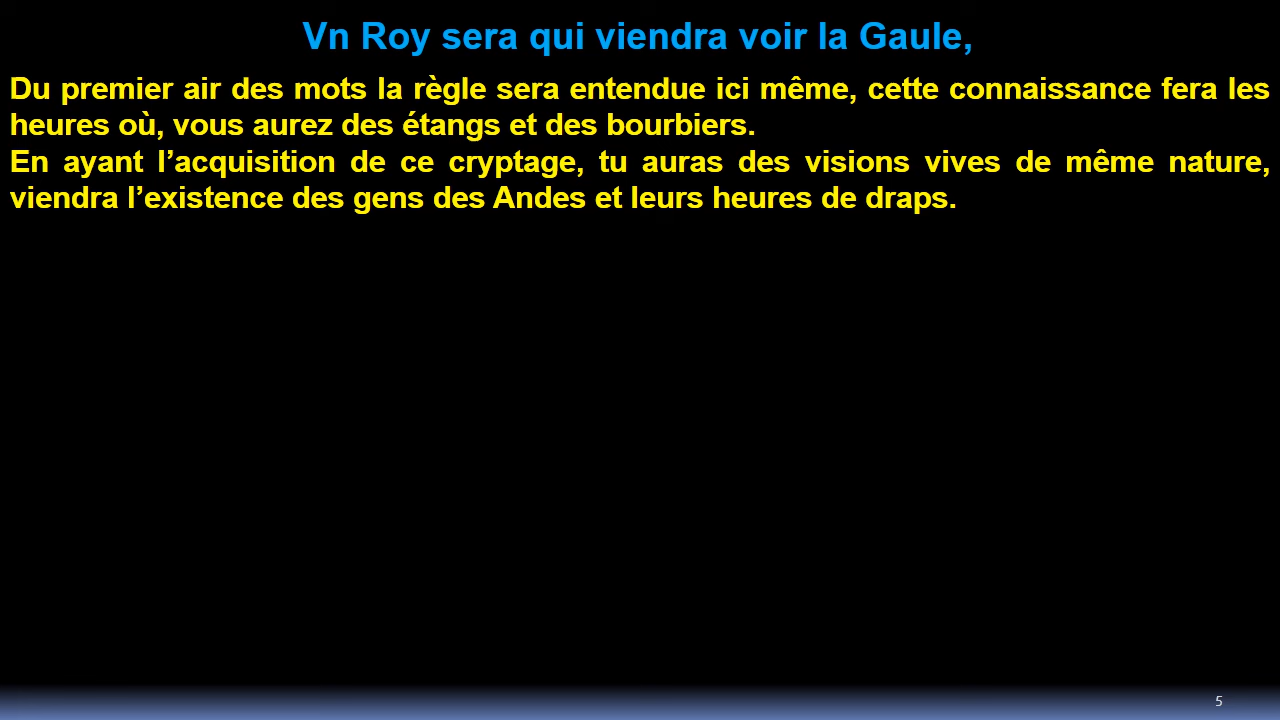 Vn Roy sera qui viendra voir la Gaule,
Du premier air des mots la règle sera entendue ici même, cette connaissance fera les
heures où, vous aurez des étangs et des bourbiers.
En ayant l’acquisition de ce cryptage, tu auras des visions vives de même nature,
viendra l’existence des gens des Andes et leurs heures de draps.
5